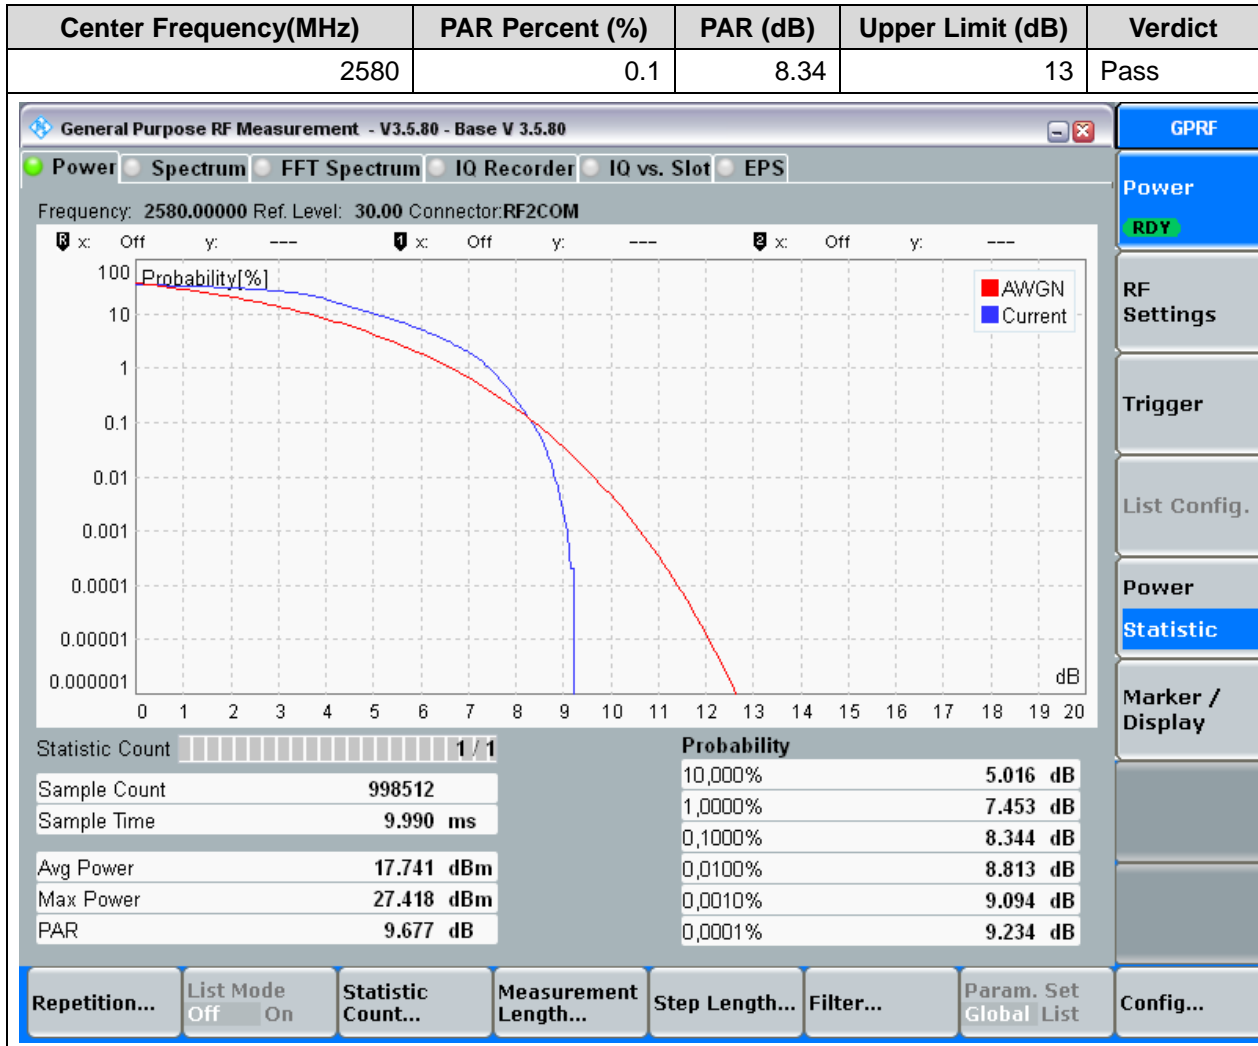 Center Frequency(MHz) PAR Percent (%) PAR (dB) Upper Limit (dB) Verdict
2580 0.1 8.34 13 Pass
General Purpose RF Measurement - V3.5.80 - Base V 3.5.80
GPRF
Power Spectrum FFT Spectrum IQ Recorder IQ vs. Slot EPS
Frequency: 2580.00000 Ref. Level: 30.00 Connector:RF2COM
R x: Off y: --- 1 x: Off y: --- 2 x: Off y: ---
Probability[%]
AWGN
Current
100
10
1
0.1
0.01
0.001
0.0001
0.00001
0.000001
dB
0 1 2 3 4 5 6 7 8 9 10 11 12 13 14 15 16 17 18 19 20
Statistic Count 1 / 1
Sample Count 998512
Sample Time 9.990 ms
Avg Power 17.741 dBm
Max Power 27.418 dBm
PAR 9.677 dB
Probability
10,000% 5.016 dB
1,0000% 7.453 dB
0,1000% 8.344 dB
0,0100% 8.813 dB
0,0010% 9.094 dB
0,0001% 9.234 dB
Power
RDY
RF
Settings
Trigger
List Config.
Power
Statistic
Marker /
Display
Repetition...
List Mode
Off On
Statistic
Count...
Measurement
Length...
Step Length...
Filter...
Param. Set
Global List
Config...